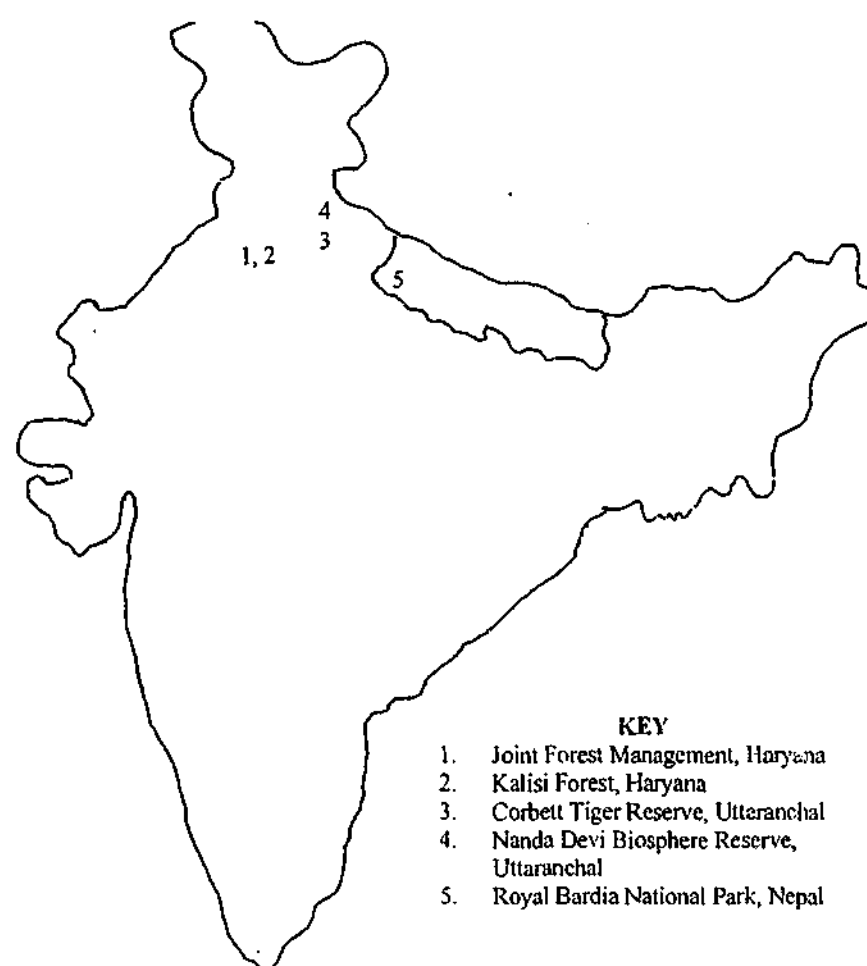 4
3
1, 2
5
KEY
1. Joint Forest Management, Haryana
2. Kalisi Forest, Haryana
3. Corbett Tiger Reserve, Uttaranchal
4. Nanda Devi Biosphere Reserve,
Uttaranchal
5. Royal Bardia National Park, Nepal